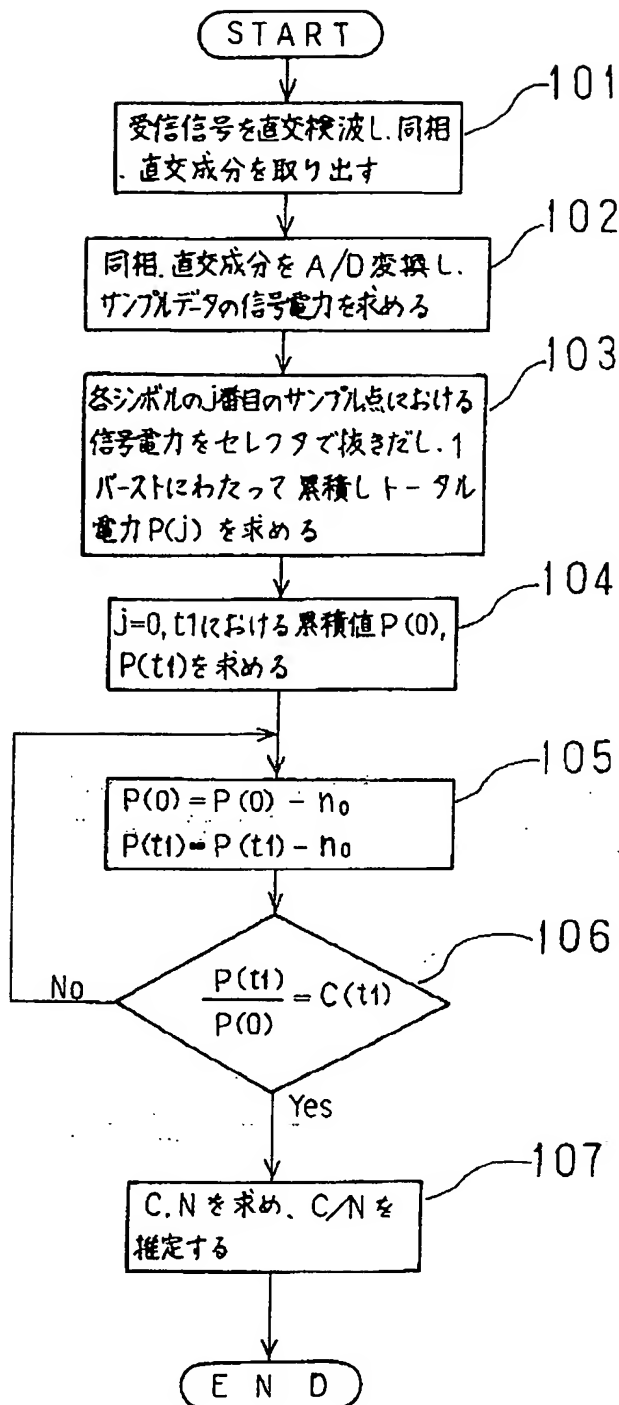 START
101
受信信号を直交検波し、同相
、直交成分を取り出す
102
同相、直交成分をA/D変換し、
サンプルデータの信号電力を求める
103
各シンボルのj番目のサンプル点における
信号電力をセレクタで抜きだし、1
バーストにわたって累積しトータル
電力P(j)を求める
104
j=0,t1における累積値P(0),
P(t1)を求める
105
P(0)=P(0)-n₀
P(t1)=P(t1)-n₀
106
P(t1)
P(0)
=C(t1)
No
Yes
107
C,Nを求め、C/Nを
推定する
END